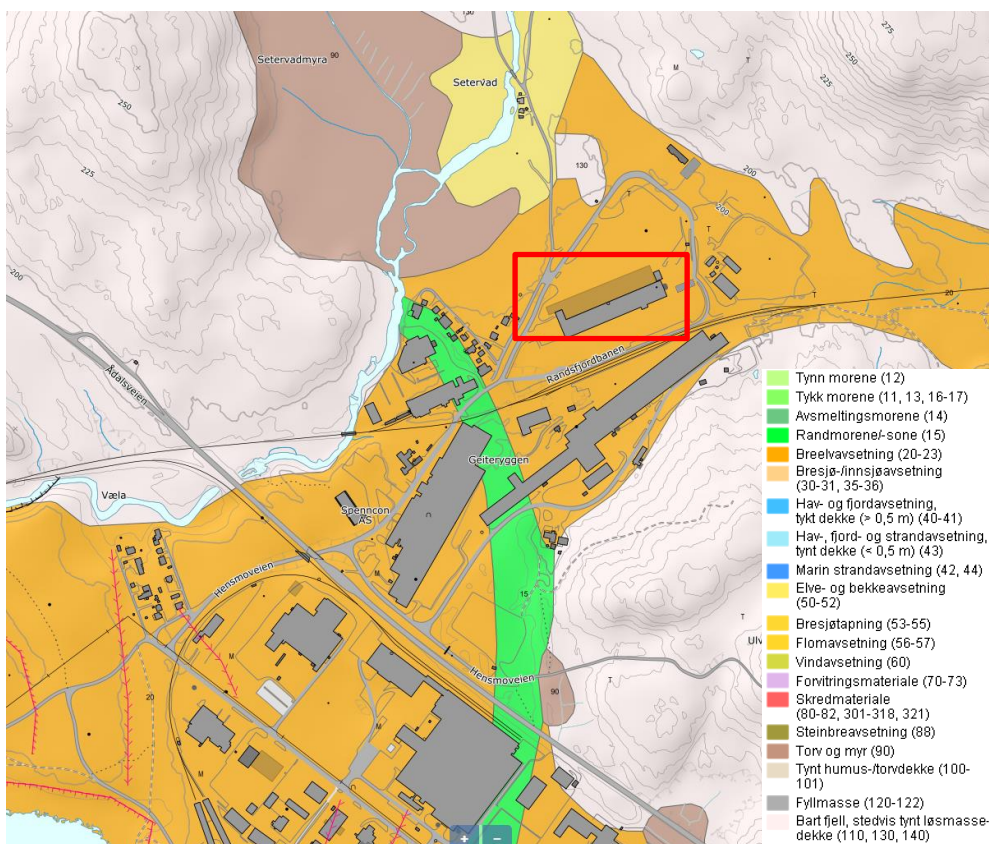 130
275
250
Setervadmyra
90
Setervad
M
T
250
225
225
130
200
T
200
T
200
20
T
Randsfjordbanen
Ådalsveien
Geiteryggen
Væla
Spenncon
AS
Hensmoveien
M
15
T
Ulv
Hensmoveien
90
M
20
M
M
T
+ −
Tynn morene (12)
Tykk morene (11, 13, 16-17)
Avsmeltingsmorene (14)
Randmorene/-sone (15)
Breelvavsetning (20-23)
Bresjø-/innsjøavsetning
(30-31, 35-36)
Hav- og fjordavsetning,
tykt dekke (> 0,5 m) (40-41)
Hav-, fjord- og strandavsetning,
tynt dekke (< 0,5 m) (43)
Marin strandavsetning (42, 44)
Elve- og bekkeavsetning
(50-52)
Bresjøtapning (53-55)
Flomavsetning (56-57)
Vindavsetning (60)
Forvitringsmateriale (70-73)
Skredmateriale
(80-82, 301-318, 321)
Steinbreavsetning (88)
Torv og myr (90)
Tynt humus-/torvdekke (100-
101)
Fyllmasse (120-122)
Bart fjell, stedvis tynt løsmasse-
dekke (110, 130, 140)